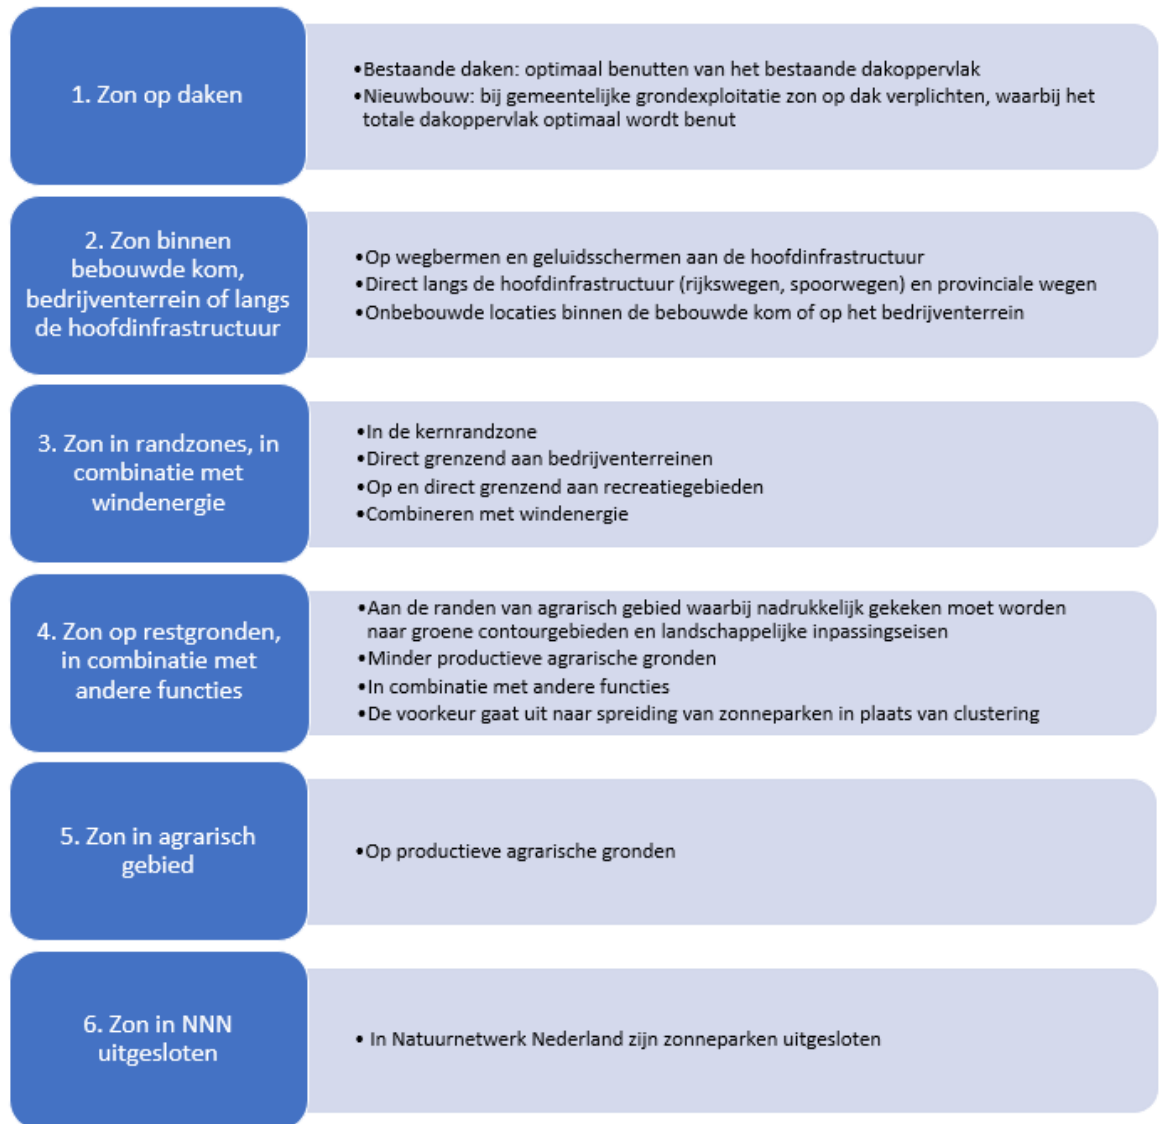 1. Zon op daken
•Bestaande daken: optimaal benutten van het bestaande dakoppervlak
•Nieuwbouw: bij gemeentelijke grondexploitatie zon op dak verplichten, waarbij het
totale dakoppervlak optimaal wordt benut
2. Zon binnen
bebouwde kom,
bedrijventerrein of langs
de hoofdinfrastructuur
•Op wegbermen en geluidsschermen aan de hoofdinfrastructuur
•Direct langs de hoofdinfrastructuur (rijkswegen, spoorwegen) en provinciale wegen
•Onbebouwde locaties binnen de bebouwde kom of op het bedrijventerrein
3. Zon in randzones, in
combinatie met
windenergie
•In de kernrandzone
•Direct grenzend aan bedrijventerreinen
•Op en direct grenzend aan recreatiegebieden
•Combineren met windenergie
4. Zon op restgronden,
in combinatie met
andere functies
•Aan de randen van agrarisch gebied waarbij nadrukkelijk gekeken moet worden
naar groene contourgebieden en landschappelijke inpassingseisen
•Minder productieve agrarische gronden
•In combinatie met andere functies
•De voorkeur gaat uit naar spreiding van zonneparken in plaats van clustering
5. Zon in agrarisch
gebied
•Op productieve agrarische gronden
6. Zon in NNN
uitgesloten
• In Natuurnetwerk Nederland zijn zonneparken uitgesloten